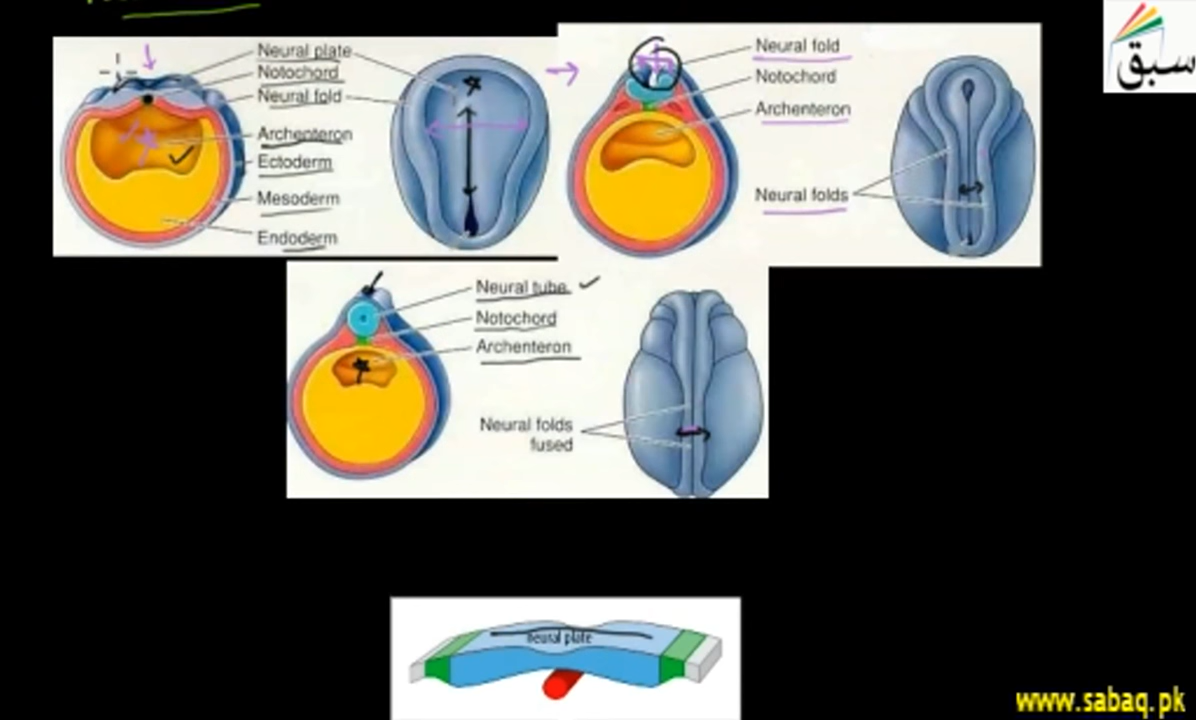 Neural plate
Notochord
Neural fold
Archenteron
Ectoderm
Mesoderm
Endoderm
Neural fold
Notochord
Archenteron
Neural folds
سبق
Neural tube
Notochord
Archenteron
Neural folds
fused
neural plate
www.sabaq.pk